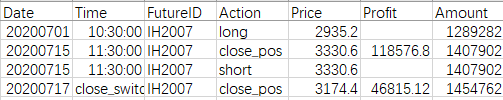 Date Time FutureID Action Price Profit Amount
20200701 10:30:00 IH2007 long 2935.2 1289282
20200715 11:30:00 IH2007 close_pos 3330.6 118576.8 1407902
20200715 11:30:00 IH2007 short 3330.6 1407902
20200717 close_switc IH2007 close_pos 3174.4 46815.12 1454762